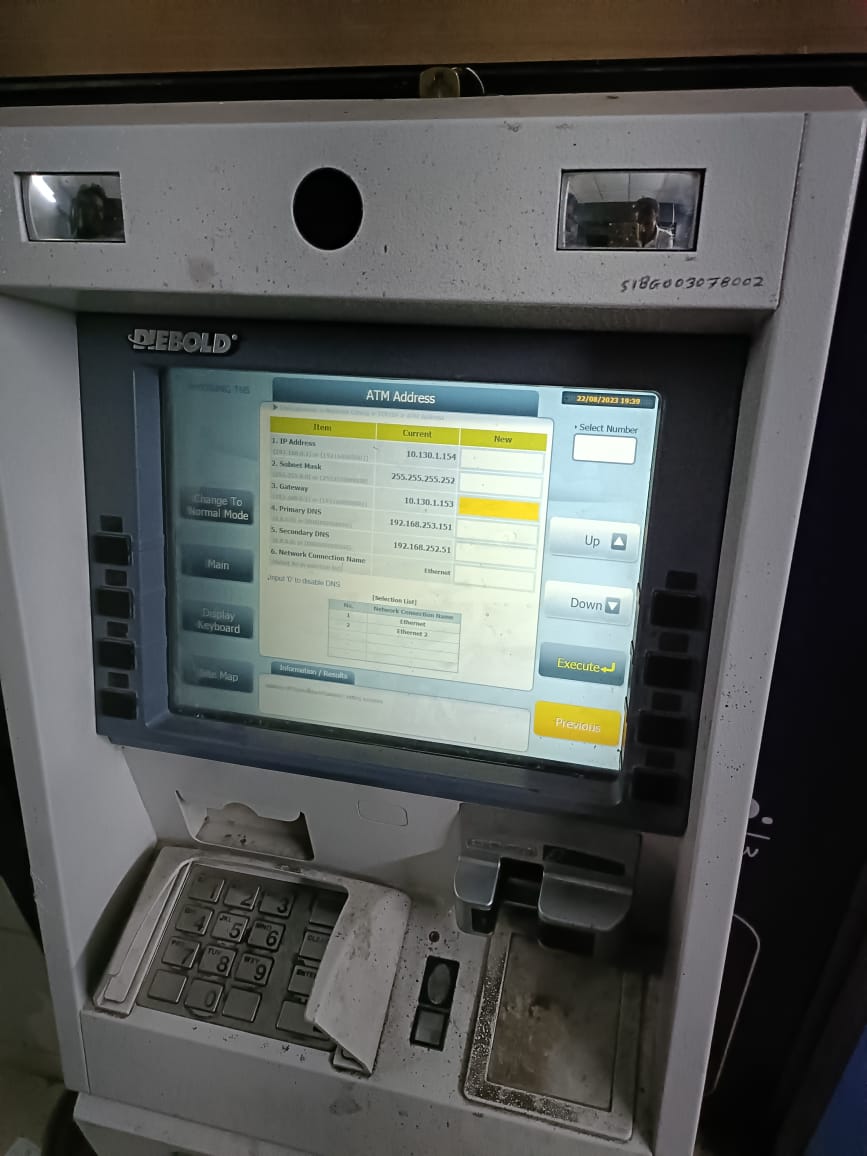 S1BG003078002
DIEBOLD
ATM Address
22/08/2023 19:39
Select Number
Item Current New
1. IP Address 10.130.1.154
2. Subnet Mask 255.255.255.252
3. Gateway 10.130.1.153
4. Primary DNS 192.168.253.151
5. Secondary DNS 192.168.252.51
6. Network Connection Name Ethernet
Input '0' to disable DNS
[Selection List]
No. Network Connection Name
1 Ethernet
2 Ethernet 2
Information / Results
Change To
Normal Mode
Main
Display
Keyboard
Site Map
Up
Down
Execute
Previous
1 2 3
4 5 6
7 8 9
0